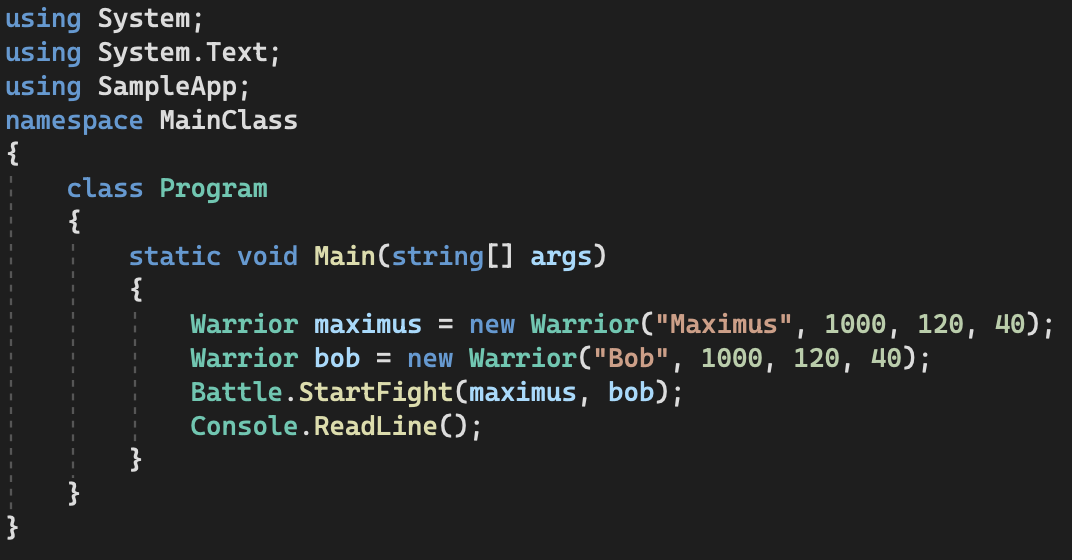 using System;
using System.Text;
using SampleApp;
namespace MainClass
{
    class Program
    {
        static void Main(string[] args)
        {
            Warrior maximus = new Warrior("Maximus", 1000, 120, 40);
            Warrior bob = new Warrior("Bob", 1000, 120, 40);
            Battle.StartFight(maximus, bob);
            Console.ReadLine();
        }
    }
}